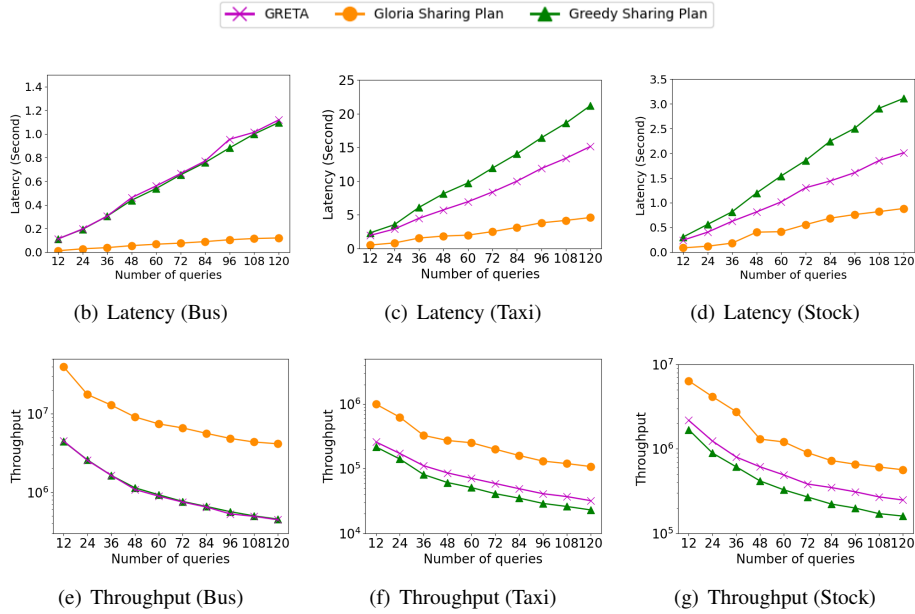 GRETA Gloria Sharing Plan Greedy Sharing Plan
Latency (Second)
1.4
1.2
1.0
0.8
0.6
0.4
0.2
0.0
12 24 36 48 60 72 84 96 108 120
Number of queries
(b) Latency (Bus)
Latency (Second)
25
20
15
10
5
0
12 24 36 48 60 72 84 96 108 120
Number of queries
(c) Latency (Taxi)
Latency (Second)
3.5
3.0
2.5
2.0
1.5
1.0
0.5
0.0
12 24 36 48 60 72 84 96 108 120
Number of queries
(d) Latency (Stock)
Throughput
10^7
10^6
12 24 36 48 60 72 84 96 108 120
Number of queries
(e) Throughput (Bus)
Throughput
10^6
10^5
10^4
12 24 36 48 60 72 84 96 108 120
Number of queries
(f) Throughput (Taxi)
Throughput
10^7
10^6
10^5
12 24 36 48 60 72 84 96 108 120
Number of queries
(g) Throughput (Stock)